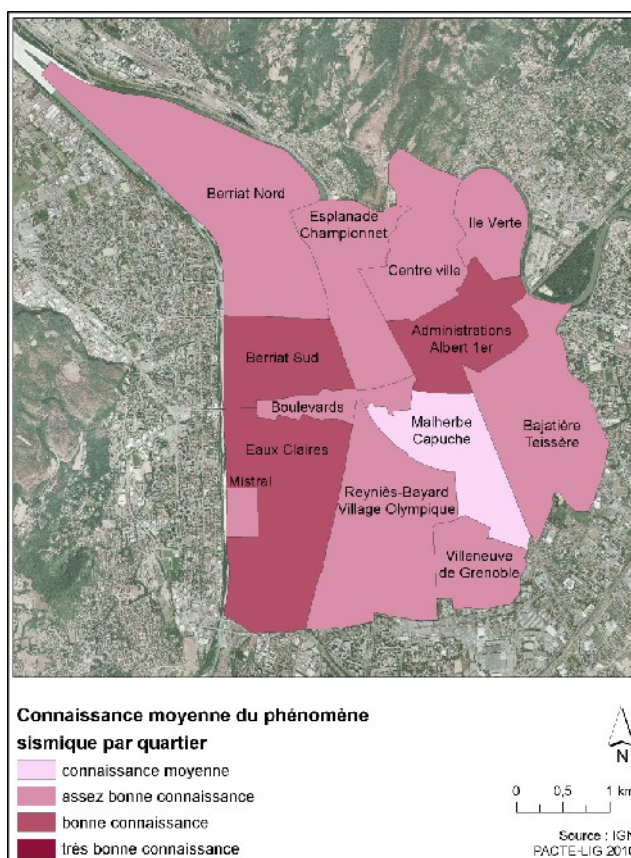 Berriat Nord
Esplanade
Championnet
Ile Verte
Centre ville
Administrations
Albert 1er
Berriat Sud
Boulevards
Malherbe
Capuche
Bajatière
Teissère
Eaux Claires
Mistral
Reyniès-Bayard
Village Olympique
Villeneuve
de Grenoble
Connaissance moyenne du phénomène
sismique par quartier
connaissance moyenne
assez bonne connaissance
bonne connaissance
très bonne connaissance
N
0 0,5 1 km
Source : IGN
PACTE-LIG 2010